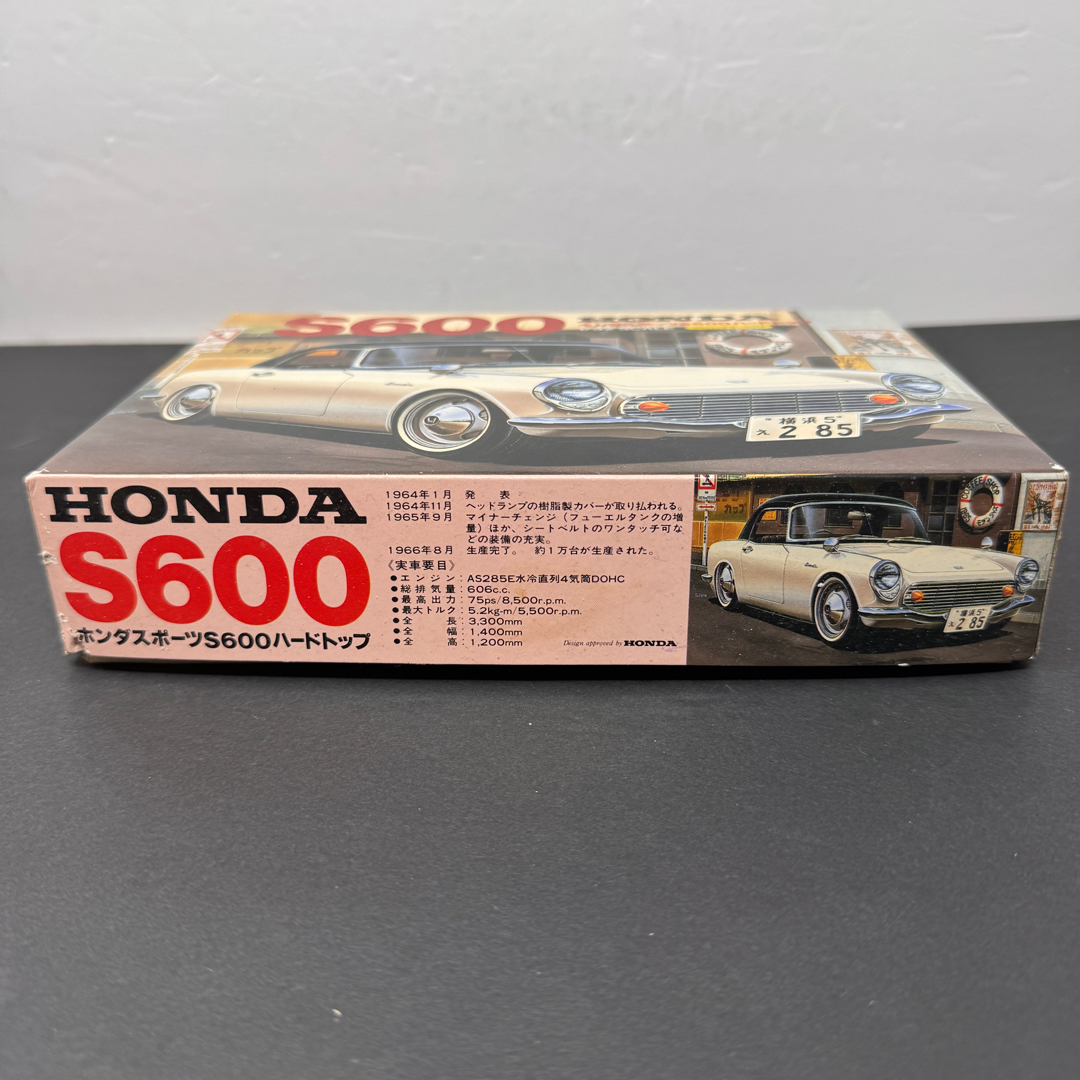 S600 HONDA
"横浜5"
え 2 85
HONDA
S600
ホンダスポーツS600ハードトップ
1964年1月 発 表
1964年11月 ヘッドランプの樹脂製カバーが取り払われる。
1965年9月 マイナーチェンジ(フューエルタンクの増
量)ほか、シートベルトのワンタッチ可な
どの装備の充実。
1966年8月 生産完了。 約1万台が生産された。
《実車要目》
●エンジン:AS285E水冷直列4気筒DOHC
●総排気量:606c.c.
●最高出力:75ps/8,500r.p.m.
●最大トルク:5.2kg-m/5,500r.p.m.
●全 長:3,300mm
●全 幅:1,400mm
●全 高:1,200mm
Design approved by HONDA
カップ
COFFEE SHOP
横浜5
え 2 85